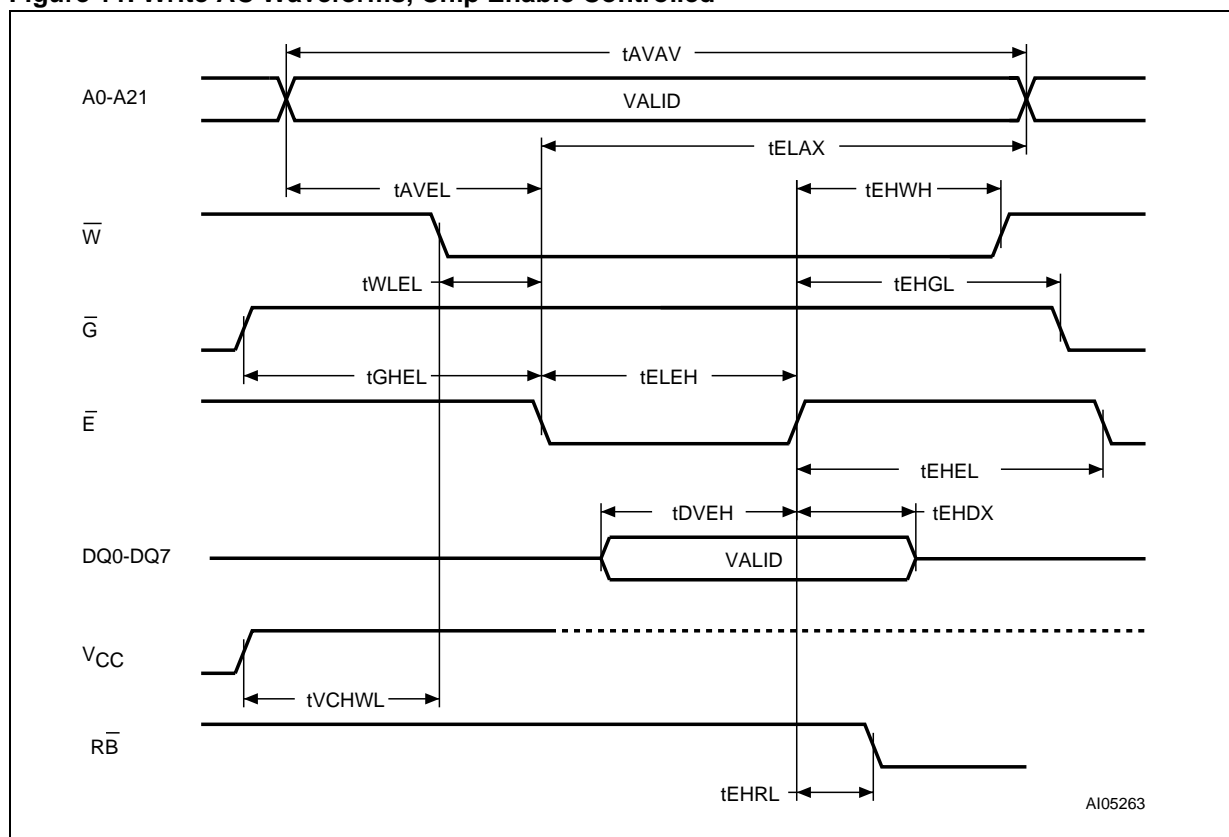 tAVAV
A0-A21
VALID
tELAX
tAVEL
tEHWH
W̅
tWLEL
tEHGL
G̅
tGHEL
tELEH
E̅
tEHEL
tDVEH
tEHDX
DQ0-DQ7
VALID
VCC
tVCHWL
RB̅
tEHRL
AI05263